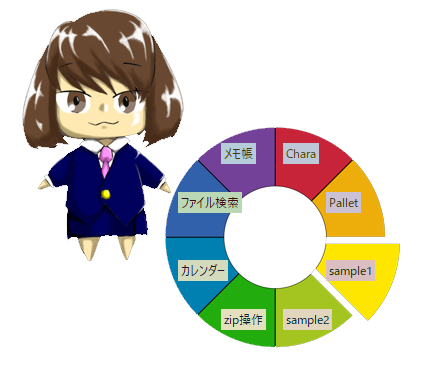 メモ帳
Chara
ファイル検索
Pallet
カレンダー
sample1
zip操作
sample2